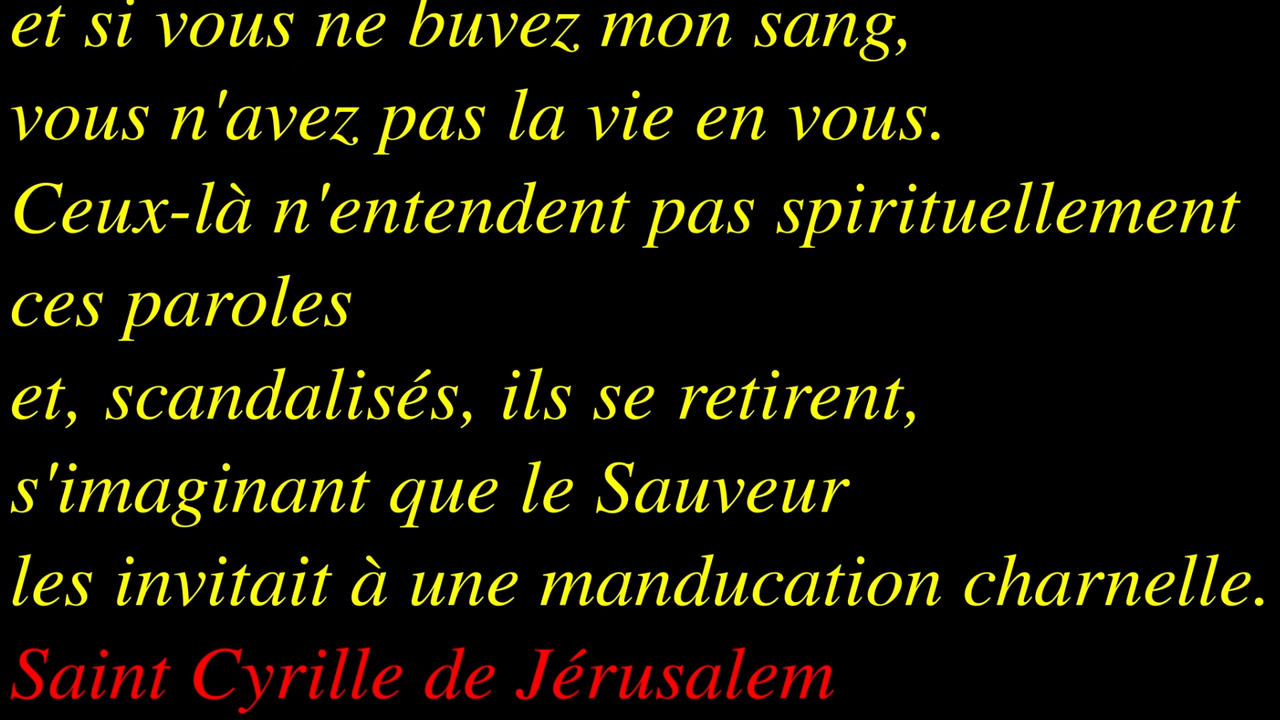 et si vous ne buvez mon sang,
vous n'avez pas la vie en vous.
Ceux-là n'entendent pas spirituellement
ces paroles
et, scandalisés, ils se retirent,
s'imaginant que le Sauveur
les invitait à une manducation charnelle.
Saint Cyrille de Jérusalem